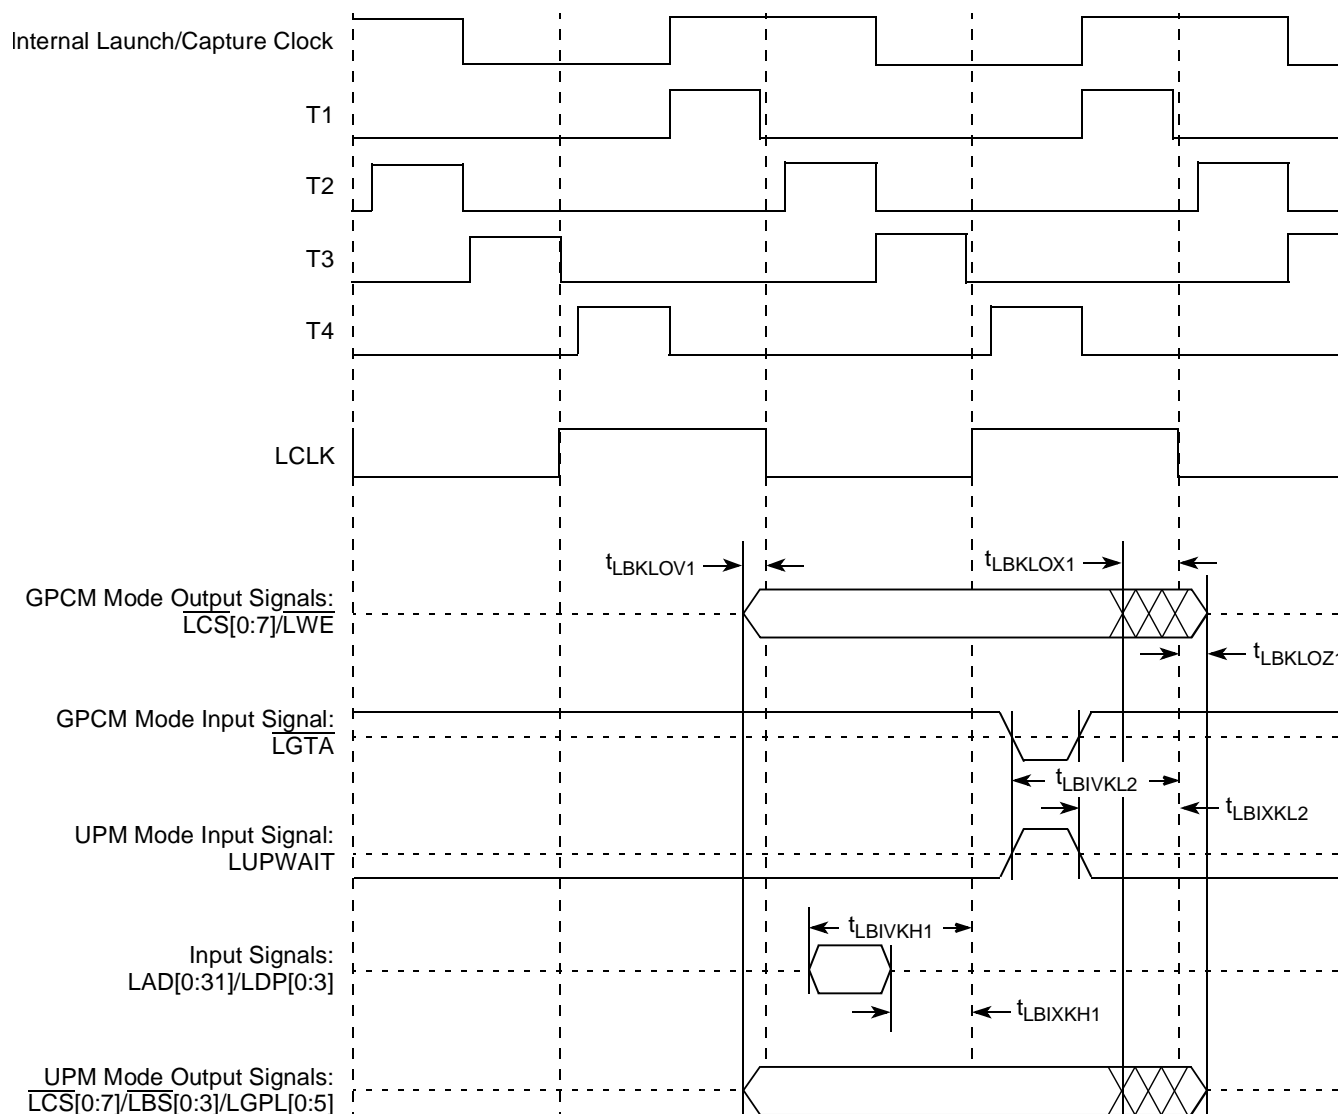 Internal Launch/Capture Clock
T1
T2
T3
T4
LCLK
tLBKLOV1
tLBKLOX1
GPCM Mode Output Signals:
LCS[0:7]/LWE
tLBKLOZ1
GPCM Mode Input Signal:
LGTA
tLBIVKL2
tLBIXKL2
UPM Mode Input Signal:
LUPWAIT
tLBIVKH1
Input Signals:
LAD[0:31]/LDP[0:3]
tLBIXKH1
UPM Mode Output Signals:
LCS[0:7]/LBS[0:3]/LGPL[0:5]